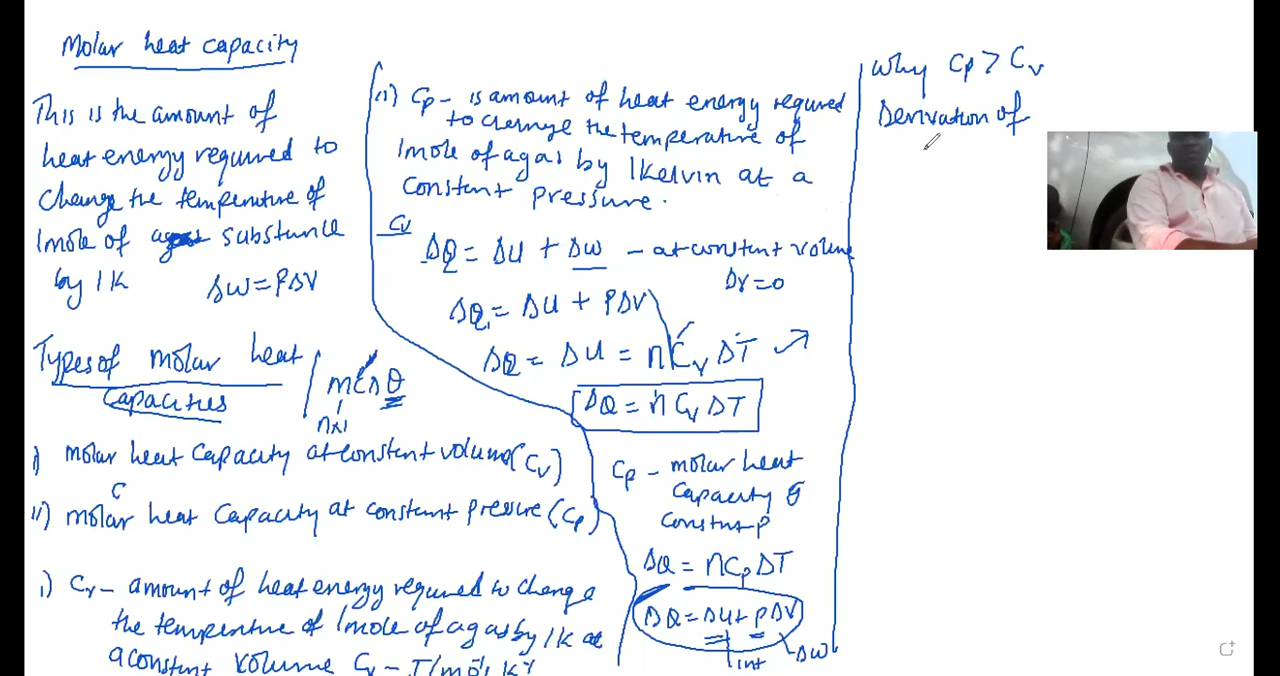 Molar heat capacity
This is the amount of
heat energy required to
change the temperature of
1mole of substance
by 1K ΔW = PΔV
Types of molar heat
Capacities
mcΔθ
n×1
i) molar heat Capacity at constant volume (Cv)
C
ii) molar heat Capacity at constant pressure (Cp)
i) Cv – amount of heat energy required to change
the temperature of 1mole of a gas by 1K at
a constant volume Cv – J/mol K
ii) Cp – is amount of heat energy required
to change the temperature of
1mole of a gas by 1Kelvin at a
constant pressure.
Cv
ΔQ = ΔU + ΔW – at constant volume
ΔV = 0
ΔQ = ΔU + PΔV
ΔQ = ΔU = nCvΔT
ΔQ = nCvΔT
Cp – molar heat
Capacity
constant P
ΔQ = nCpΔT
ΔQ = ΔU + PΔV
int ΔW
Why Cp > Cv
Derivation of